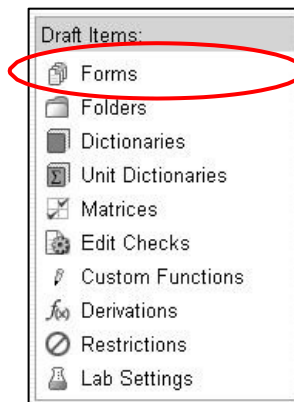 Draft Items:
Forms
Folders
Dictionaries
Unit Dictionaries
Matrices
Edit Checks
Custom Functions
Derivations
Restrictions
Lab Settings